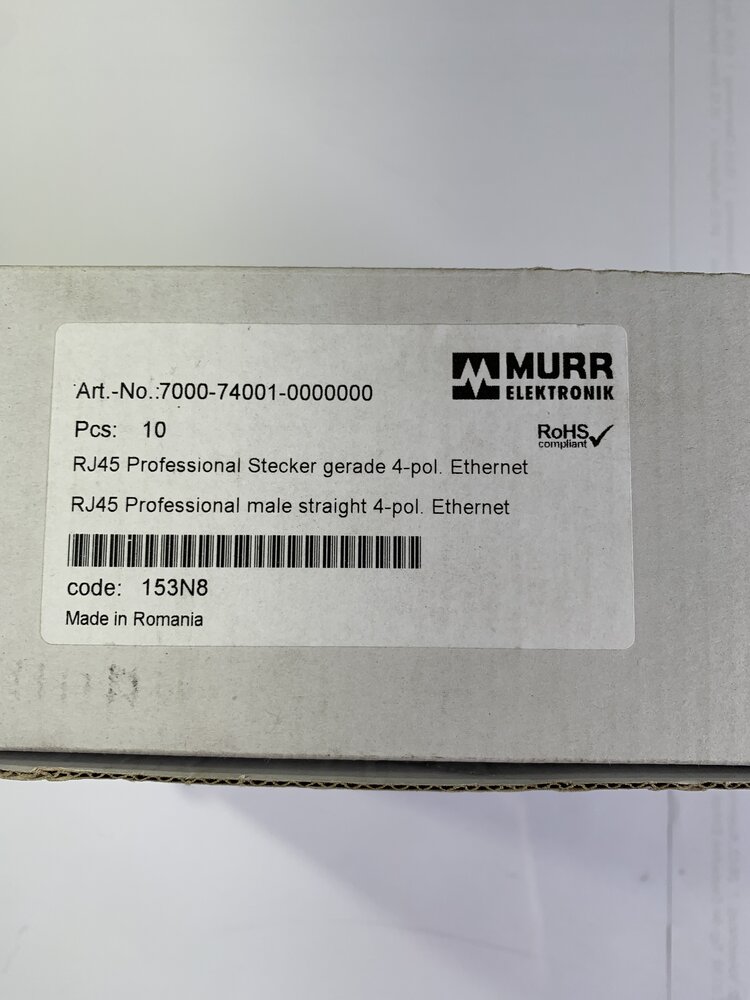 MURR
ELEKTRONIK
Art.-No.:7000-74001-0000000
Pcs: 10
RoHS
compliant
RJ45 Professional Stecker gerade 4-pol. Ethernet
RJ45 Professional male straight 4-pol. Ethernet
code: 153N8
Made in Romania